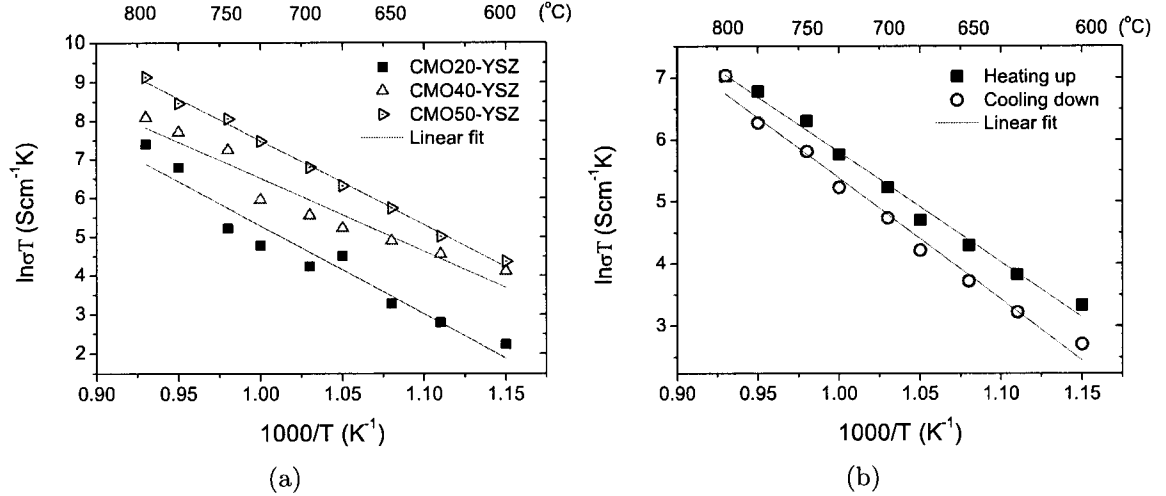 800 750 700 650 600 (°C)
10
9
8
7
6
5
4
3
2
lnσT (Scm⁻¹K)
CMO20-YSZ
CMO40-YSZ
CMO50-YSZ
Linear fit
0.90 0.95 1.00 1.05 1.10 1.15
1000/T (K⁻¹)
(a)
800 750 700 650 600 (°C)
7
6
5
4
3
lnσT (Scm⁻¹K)
Heating up
Cooling down
Linear fit
0.90 0.95 1.00 1.05 1.10 1.15
1000/T (K⁻¹)
(b)